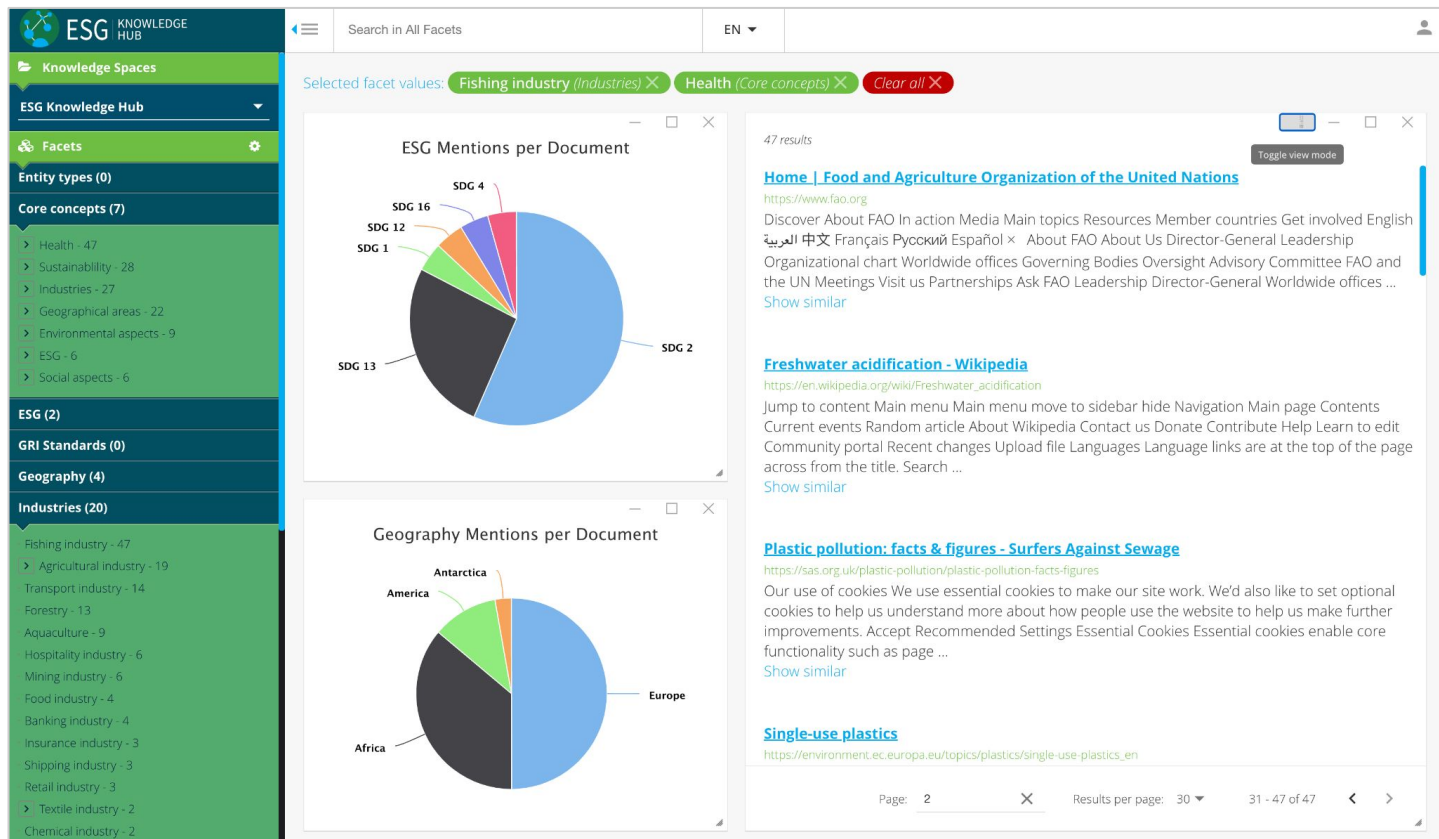 ESG KNOWLEDGE HUB
Search in All Facets
EN
Knowledge Spaces
ESG Knowledge Hub
Facets
Entity types (0)
Core concepts (7)
Health - 47
Sustainablility - 28
Industries - 27
Geographical areas - 22
Environmental aspects - 9
ESG - 6
Social aspects - 6
ESG (2)
GRI Standards (0)
Geography (4)
Industries (20)
Fishing industry - 47
Agricultural industry - 19
Transport industry - 14
Forestry - 13
Aquaculture - 9
Hospitality industry - 6
Mining industry - 6
Food industry - 4
Banking industry - 4
Insurance industry - 3
Shipping industry - 3
Retail industry - 3
Textile industry - 2
Chemical industry - 2
Selected facet values: Fishing industry (Industries) × Health (Core concepts) × Clear all ×
ESG Mentions per Document
SDG 4
SDG 16
SDG 12
SDG 1
SDG 2
SDG 13
Geography Mentions per Document
Antarctica
America
Europe
Africa
47 results
Toggle view mode
Home | Food and Agriculture Organization of the United Nations
https://www.fao.org
Discover About FAO In action Media Main topics Resources Member countries Get involved English
العربية 中文 Français Русский Español × About FAO About Us Director-General Leadership
Organizational chart Worldwide offices Governing Bodies Oversight Advisory Committee FAO and
the UN Meetings Visit us Partnerships Ask FAO Leadership Director-General Worldwide offices ...
Show similar
Freshwater acidification - Wikipedia
https://en.wikipedia.org/wiki/Freshwater_acidification
Jump to content Main menu Main menu move to sidebar hide Navigation Main page Contents
Current events Random article About Wikipedia Contact us Donate Contribute Help Learn to edit
Community portal Recent changes Upload file Languages Language links are at the top of the page
across from the title. Search ...
Show similar
Plastic pollution: facts & figures - Surfers Against Sewage
https://sas.org.uk/plastic-pollution/plastic-pollution-facts-figures
Our use of cookies We use essential cookies to make our site work. We'd also like to set optional
cookies to help us understand more about how people use the website to help us make further
improvements. Accept Recommended Settings Essential Cookies Essential cookies enable core
functionality such as page ...
Show similar
Single-use plastics
https://environment.ec.europa.eu/topics/plastics/single-use-plastics_en
Page: 2 × Results per page: 30 31 - 47 of 47